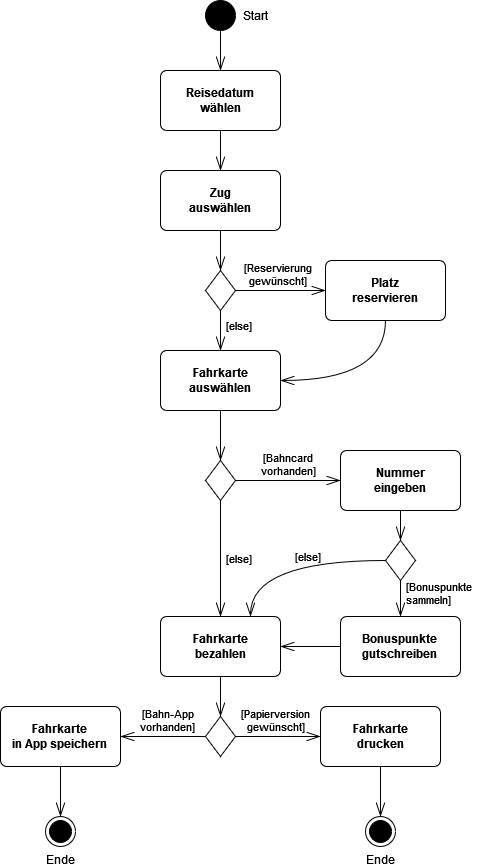 Start
Reisedatum
wählen
Zug
auswählen
[Reservierung
gewünscht]
Platz
reservieren
[else]
Fahrkarte
auswählen
[Bahncard
vorhanden]
Nummer
eingeben
[else]
[else]
[Bonuspunkte
sammeln]
Fahrkarte
bezahlen
Bonuspunkte
gutschreiben
[Bahn-App
vorhanden]
[Papierversion
gewünscht]
Fahrkarte
in App speichern
Fahrkarte
drucken
Ende
Ende